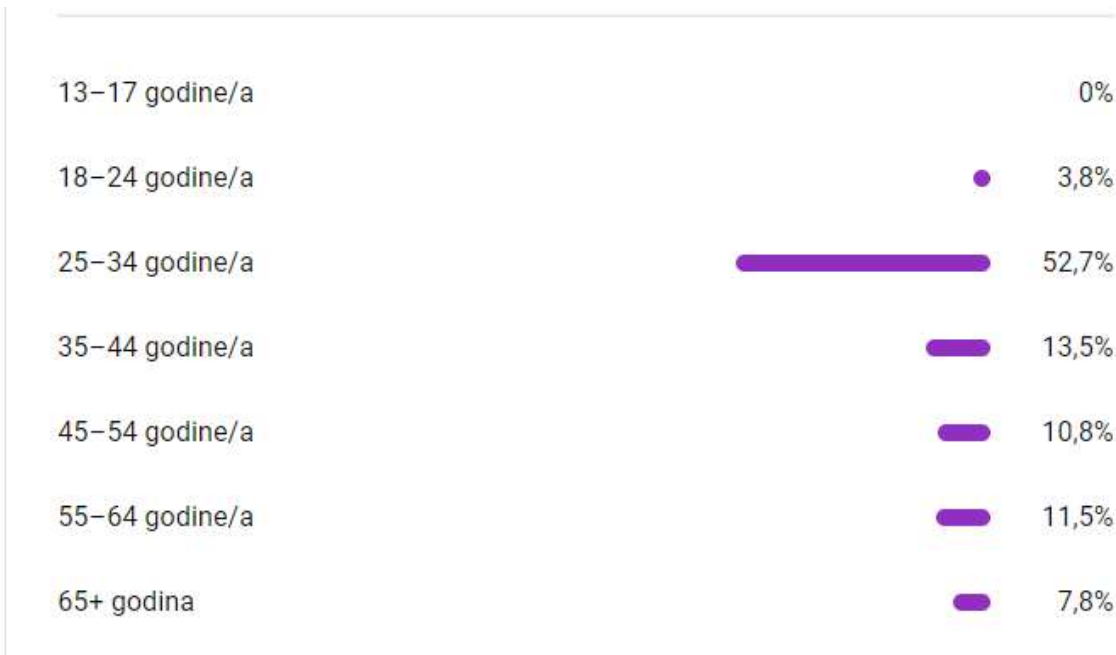 13–17 godine/a 0%
18–24 godine/a 3,8%
25–34 godine/a 52,7%
35–44 godine/a 13,5%
45–54 godine/a 10,8%
55–64 godine/a 11,5%
65+ godina 7,8%